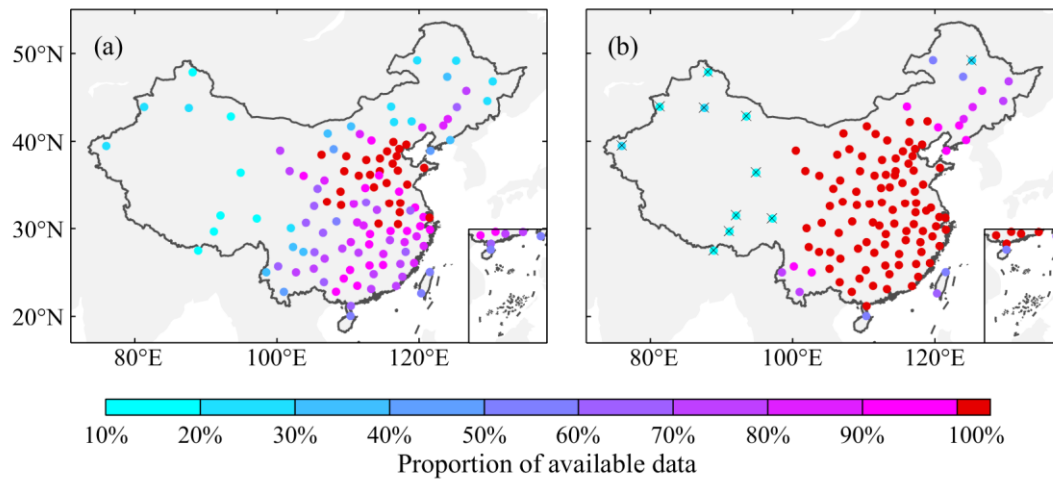 (a)
(b)
50°N
40°N
30°N
20°N
80°E 100°E 120°E
80°E 100°E 120°E
10% 20% 30% 40% 50% 60% 70% 80% 90% 100%
Proportion of available data